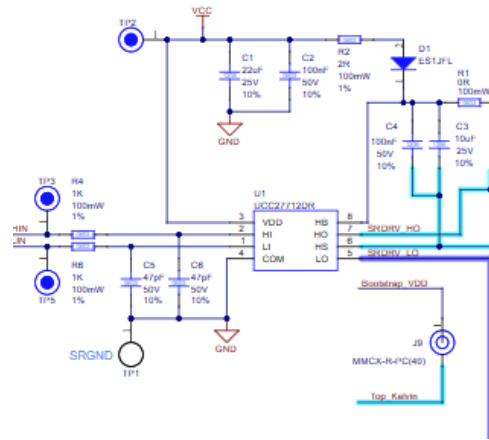 VCC
TP2
1
C1
22uF
25V
10%
C2
100nF
50V
10%
R2
2R
100mW
1%
2
D1
ES1JFL
R1
0R
100mW
GND
C4
100nF
50V
10%
C3
10uF
25V
10%
TP3
R4
1K
100mW
1%
U1
UCC27712DR
HIN
LIN
3 VDD HB 8
2 HI HO 7 SRDRV_HO
1 LI HS 6
4 COM LO 5 SRDRV_LO
TP5
R6
1K
100mW
1%
C5
47pF
50V
10%
C6
47pF
50V
10%
GND
SRGND
TP1
Bootstrap_VDD
J9
MMCX-R-PC(40)
Top_Kelvin